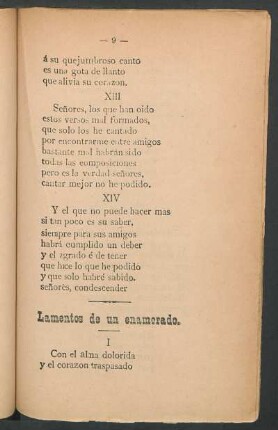 — 9 —
á su quejumbroso canto
es una gota de llanto
que alivia su corazon.
XIII
Señores, los que han oido
estos versos mal formados,
que solo los he cantado
por encontrarme entre amigos
bastante mal habrán sido
todas las composiciones
pero es la verdad señores,
cantar mejor no he podido.
XIV
Y el que no puede hacer mas
si tan poco es su saber,
siempre para sus amigos
habrá cumplido un deber
y el agrado é de tener
que hice lo que he podido
y que solo habré sabido.
señores, condescender
Lamentos de un enamorado.
I
Con el alma dolorida
y el corazon traspasado